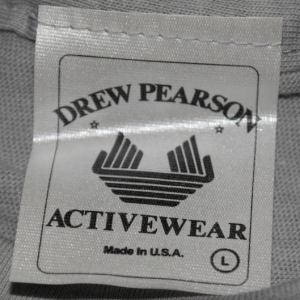 DREW PEARSON
ACTIVEWEAR
Made in U.S.A.
L